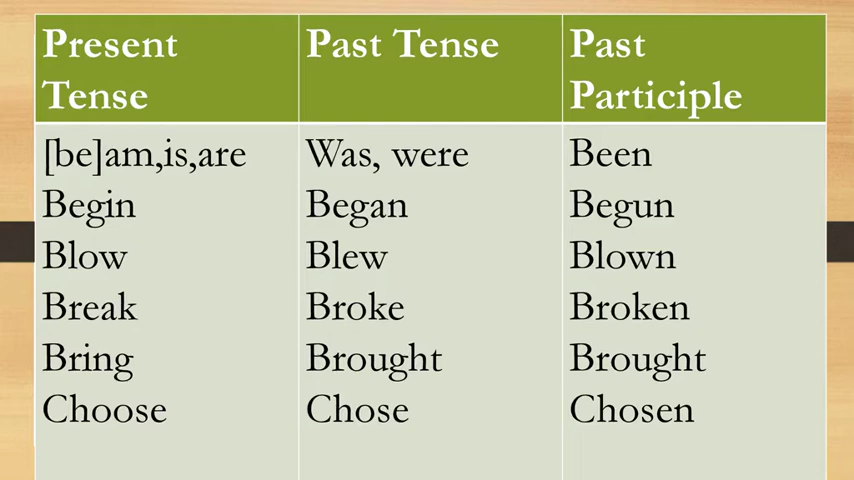 Present Tense Past Tense Past Participle
[be]am,is,are Was, were Been
Begin Began Begun
Blow Blew Blown
Break Broke Broken
Bring Brought Brought
Choose Chose Chosen